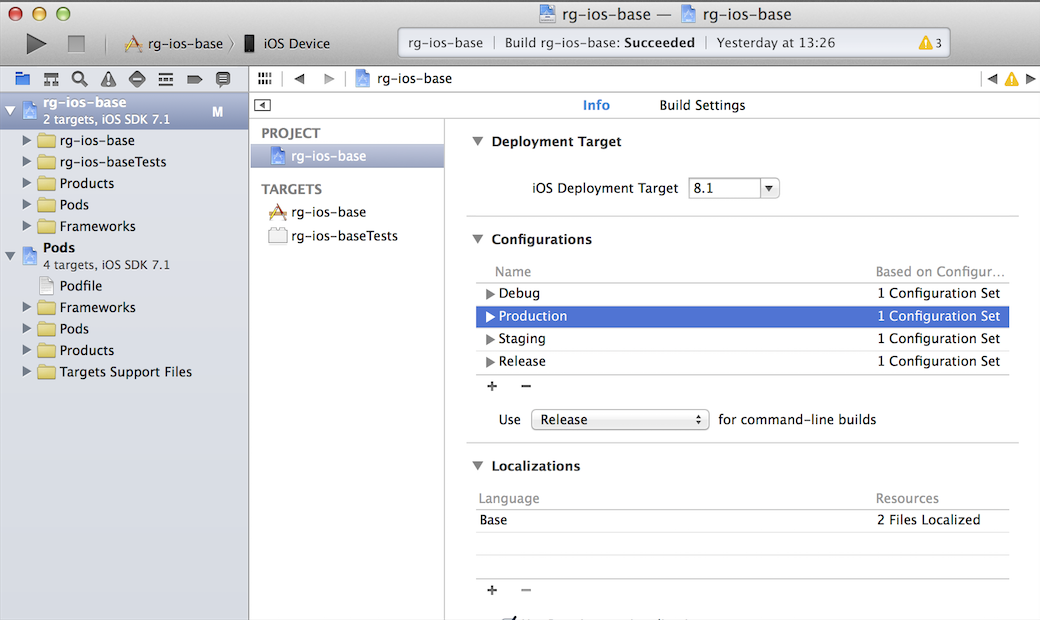 rg-ios-base — rg-ios-base
rg-ios-base iOS Device
rg-ios-base Build rg-ios-base: Succeeded Yesterday at 13:26 3
rg-ios-base
rg-ios-base
2 targets, iOS SDK 7.1
M
rg-ios-base
rg-ios-baseTests
Products
Pods
Frameworks
Pods
4 targets, iOS SDK 7.1
Podfile
Frameworks
Pods
Products
Targets Support Files
PROJECT
rg-ios-base
TARGETS
rg-ios-base
rg-ios-baseTests
Info Build Settings
Deployment Target
iOS Deployment Target 8.1
Configurations
Name Based on Configur...
Debug 1 Configuration Set
Production 1 Configuration Set
Staging 1 Configuration Set
Release 1 Configuration Set
Use Release for command-line builds
Localizations
Language Resources
Base 2 Files Localized